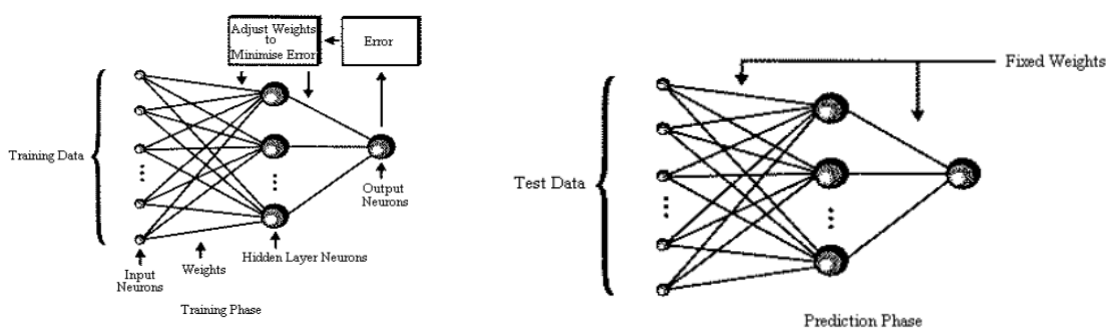 Adjust Weights
to
Minimise Error
Error
Training Data
Output
Neurons
Input
Neurons
Weights
Hidden Layer Neurons
Training Phase
Fixed Weights
Test Data
Prediction Phase